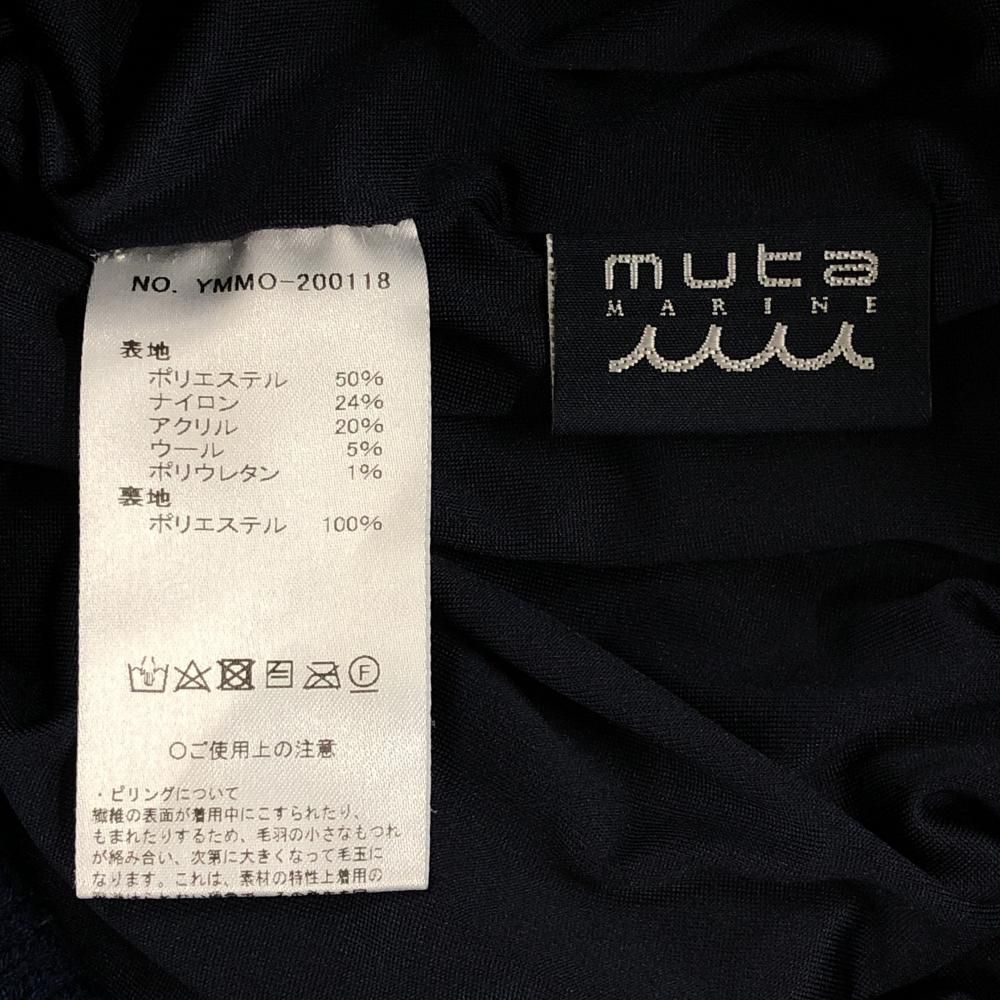 NO. YMMO-200118
表地
ポリエステル 50%
ナイロン 24%
アクリル 20%
ウール 5%
ポリウレタン 1%
裏地
ポリエステル 100%
F
○ご使用上の注意
・ピリングについて
繊維の表面が着用中にこすられたり、
もまれたりするため、毛羽の小さなもつれ
が絡み合い、次第に大きくなって毛玉に
なります。これは、素材の特性上着用の
muta
MARINE